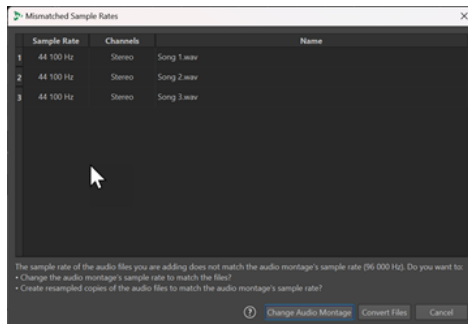 Mismatched Sample Rates
Sample Rate Channels Name
1 44 100 Hz Stereo Song 1.wav
2 44 100 Hz Stereo Song 2.wav
3 44 100 Hz Stereo Song 3.wav
The sample rate of the audio files you are adding does not match the audio montage's sample rate (96 000 Hz). Do you want to:
• Change the audio montage's sample rate to match the files?
• Create resampled copies of the audio files to match the audio montage's sample rate?
? Change Audio Montage Convert Files Cancel